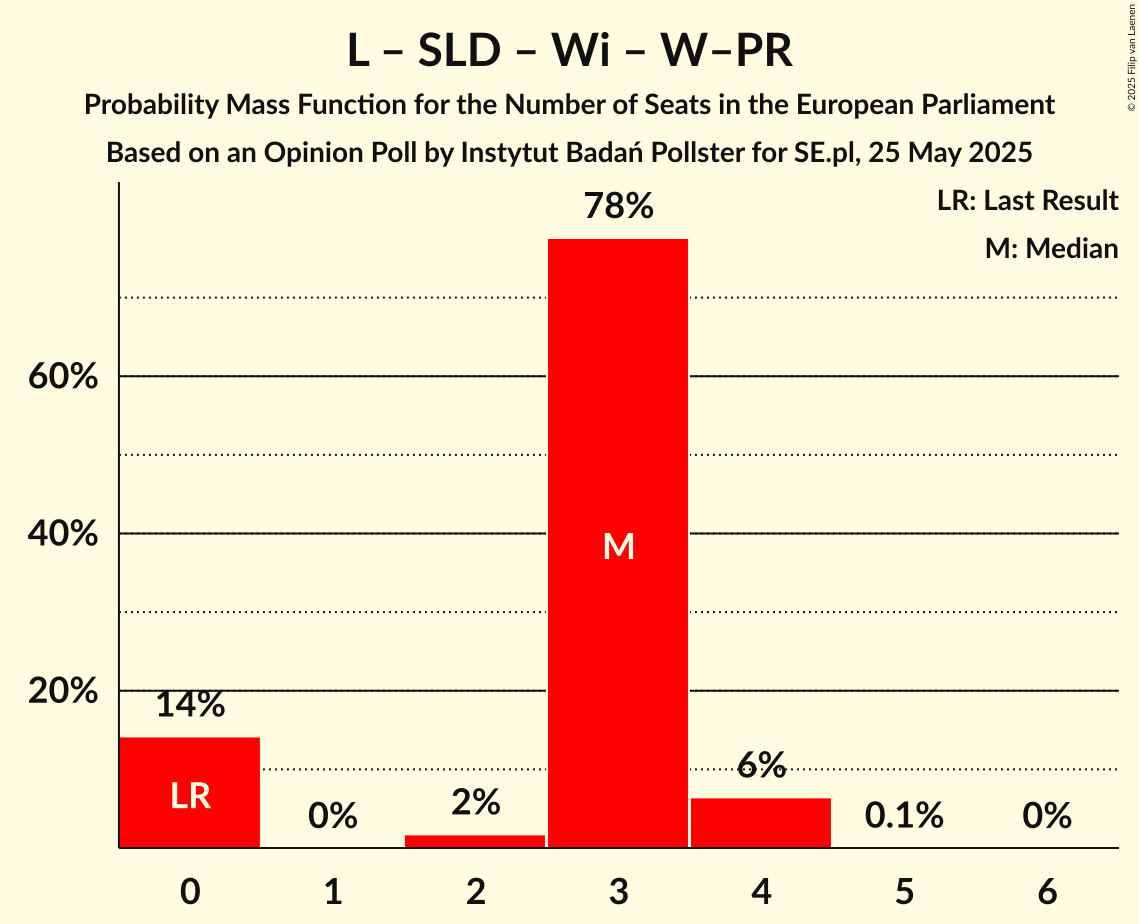 L – SLD – Wi – W–PR
Probability Mass Function for the Number of Seats in the European Parliament
Based on an Opinion Poll by Instytut Badań Pollster for SE.pl, 25 May 2025
© 2025 Filip van Laenen
LR: Last Result
M: Median
78%
60%
40%
M
20%
14%
LR
0%
2%
6%
0.1%
0%
0 1 2 3 4 5 6